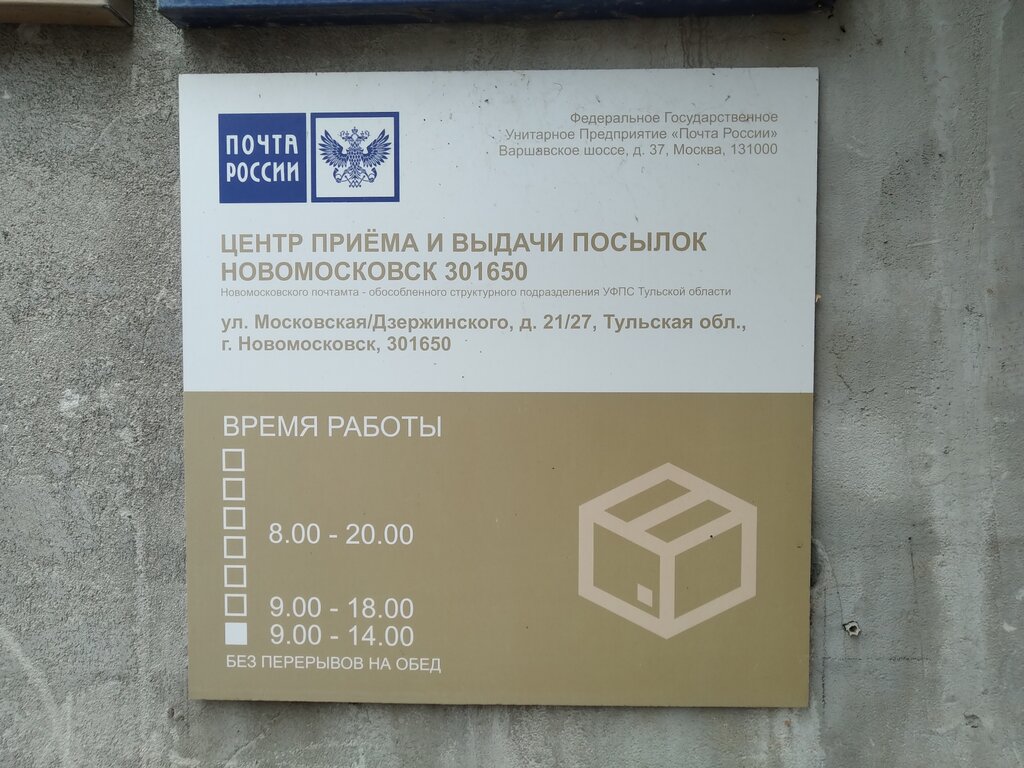 ПОЧТА
РОССИИ
Федеральное Государственное
Унитарное Предприятие «Почта России»
Варшавское шоссе, д. 37, Москва, 131000
ЦЕНТР ПРИЁМА И ВЫДАЧИ ПОСЫЛОК
НОВОМОСКОВСК 301650
Новомосковского почтамта - обособленного структурного подразделения УФПС Тульской области
ул. Московская/Дзержинского, д. 21/27, Тульская обл.,
г. Новомосковск, 301650
ВРЕМЯ РАБОТЫ
8.00 - 20.00
9.00 - 18.00
9.00 - 14.00
БЕЗ ПЕРЕРЫВОВ НА ОБЕД